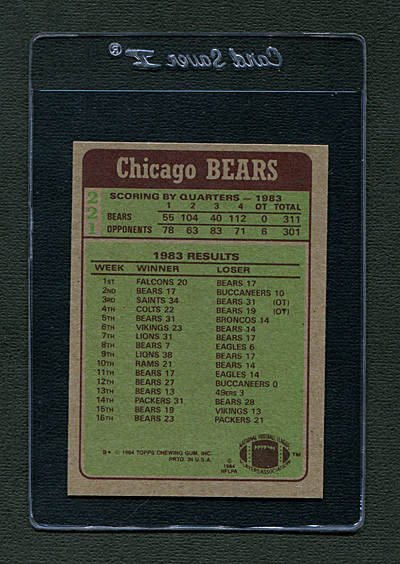 Card Saver II®
Chicago BEARS
221
SCORING BY QUARTERS — 1983
1 2 3 4 OT TOTAL
BEARS 55 104 40 112 0 311
OPPONENTS 78 63 83 71 6 301
1983 RESULTS
WEEK WINNER LOSER
1ST FALCONS 20 BEARS 17
2ND BEARS 17 BUCCANEERS 10
3RD SAINTS 34 BEARS 31 (OT)
4TH COLTS 22 BEARS 19 (OT)
5TH BEARS 31 BRONCOS 14
6TH VIKINGS 23 BEARS 14
7TH LIONS 31 BEARS 17
8TH BEARS 7 EAGLES 6
9TH LIONS 38 BEARS 17
10TH RAMS 21 BEARS 14
11TH BEARS 17 EAGLES 14
12TH BEARS 27 BUCCANEERS 0
13TH BEARS 13 49ERS 3
14TH PACKERS 31 BEARS 28
15TH BEARS 19 VIKINGS 13
16TH BEARS 23 PACKERS 21
B* © 1984 TOPPS CHEWING GUM, INC.
PRTD. IN U.S.A.
NATIONAL FOOTBALL LEAGUE
PLAYERS ASSOCIATION
TM
© 1984
NFLPA